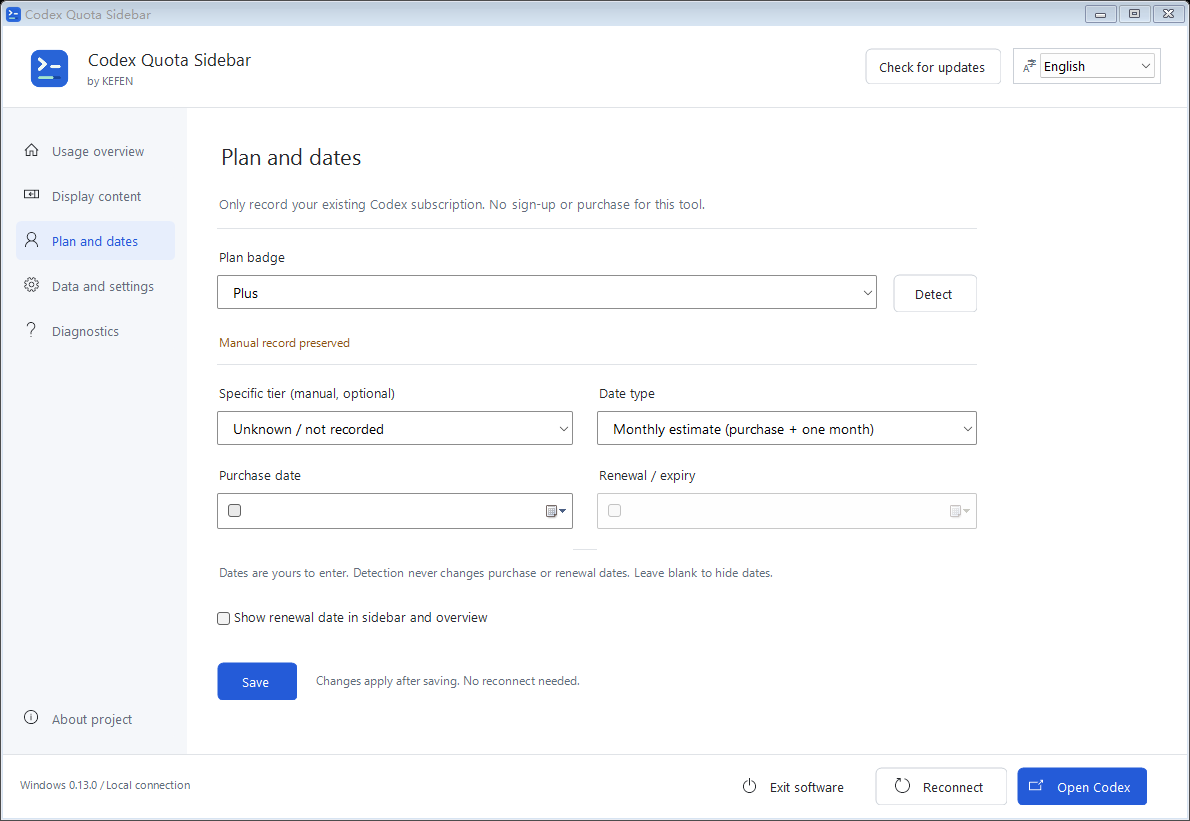 Codex Quota Sidebar
Codex Quota Sidebar
by KEFEN
Check for updates
English
Usage overview
Display content
Plan and dates
Data and settings
Diagnostics
About project
Plan and dates
Only record your existing Codex subscription. No sign-up or purchase for this tool.
Plan badge
Plus
Detect
Manual record preserved
Specific tier (manual, optional)
Date type
Unknown / not recorded
Monthly estimate (purchase + one month)
Purchase date
Renewal / expiry
Dates are yours to enter. Detection never changes purchase or renewal dates. Leave blank to hide dates.
Show renewal date in sidebar and overview
Save
Changes apply after saving. No reconnect needed.
Windows 0.13.0 / Local connection
Exit software
Reconnect
Open Codex